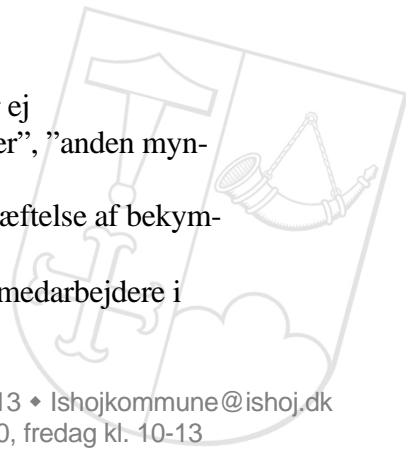 ej
er”, ”anden myn-
æftelse af bekym-
medarbejdere i
13 ◆ Ishojkommune@ishoj.dk
0, fredag kl. 10-13